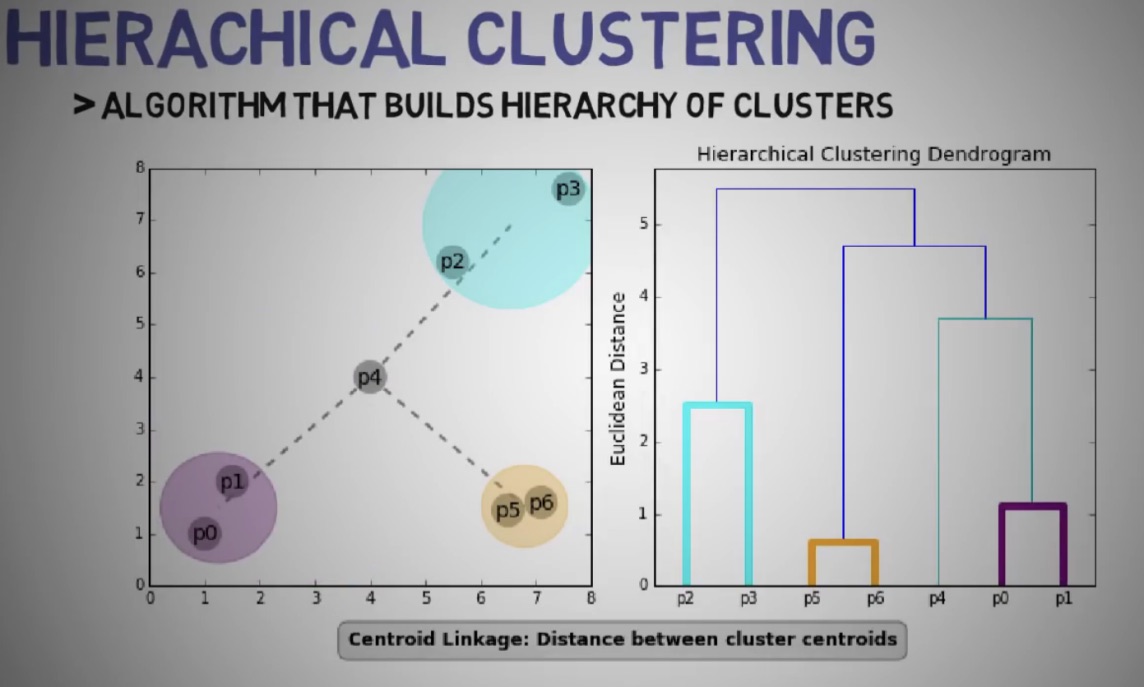 HIERACHICAL CLUSTERING
> ALGORITHM THAT BUILDS HIERARCHY OF CLUSTERS
8
7
6
5
4
3
2
1
0
0 1 2 3 4 5 6 7 8
p3
p2
p4
p1
p0
p5 p6
Hierarchical Clustering Dendrogram
Euclidean Distance
5
4
3
2
1
0
p2 p3 p5 p6 p4 p0 p1
Centroid Linkage: Distance between cluster centroids